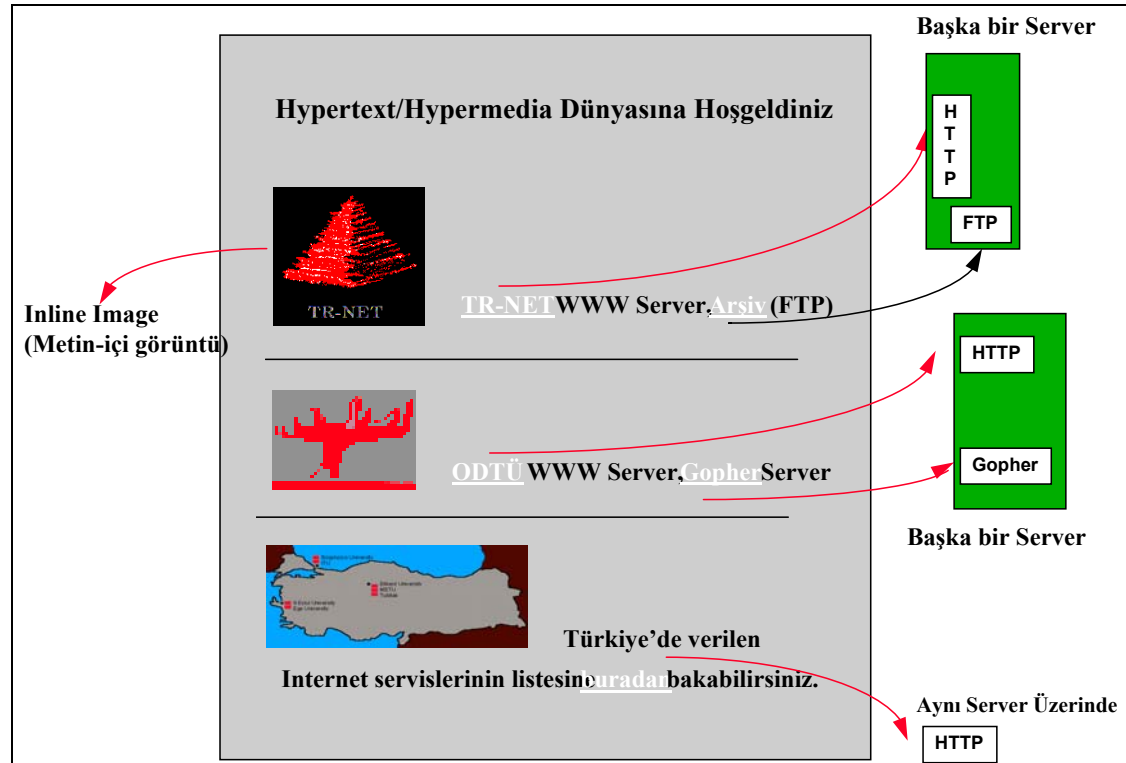 Başka bir Server
Hypertext/Hypermedia Dünyasına Hoşgeldiniz
H
T
T
P
FTP
TR-NET
TR-NET WWW Server, Arşiv (FTP)
Inline Image
(Metin-içi görüntü)
HTTP
ODTÜ WWW Server, Gopher Server
Gopher
Başka bir Server
Türkiye’de verilen
Internet servislerinin listesine buradan bakabilirsiniz.
Aynı Server Üzerinde
HTTP